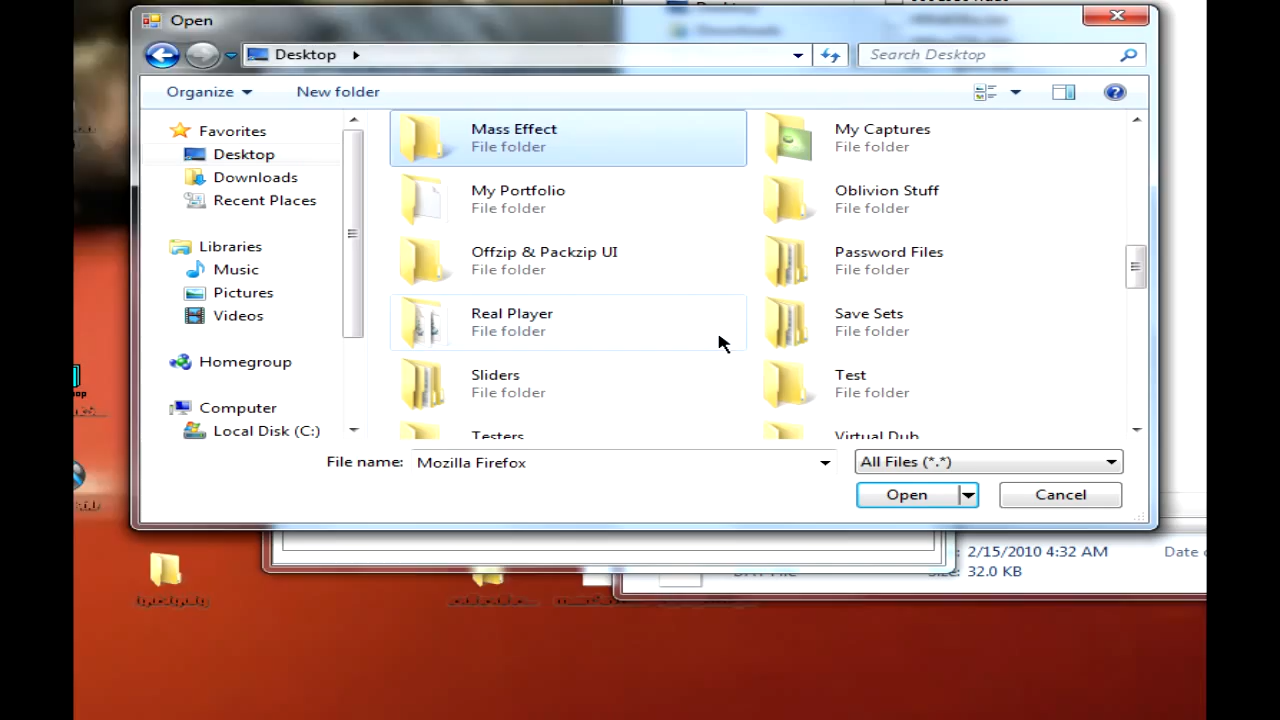 Open
Desktop
Search Desktop
Organize
New folder
Favorites
Desktop
Downloads
Recent Places
Libraries
Music
Pictures
Videos
Homegroup
Computer
Local Disk (C:)
Mass Effect
File folder
My Captures
File folder
My Portfolio
File folder
Oblivion Stuff
File folder
Offzip & Packzip UI
File folder
Password Files
File folder
Real Player
File folder
Save Sets
File folder
Sliders
File folder
Test
File folder
Testers
Virtual Dub
File name: Mozilla Firefox
All Files (*.*)
Open
Cancel
2/15/2010 4:32 AM
Date
Size: 32.0 KB